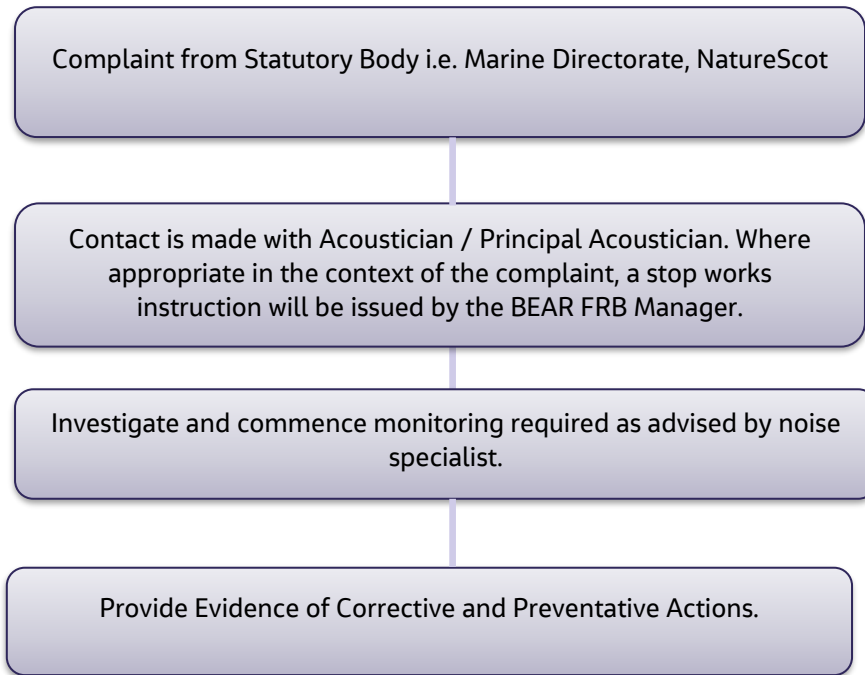 Complaint from Statutory Body i.e. Marine Directorate, NatureScot
Contact is made with Acoustician / Principal Acoustician. Where
appropriate in the context of the complaint, a stop works
instruction will be issued by the BEAR FRB Manager.
Investigate and commence monitoring required as advised by noise
specialist.
Provide Evidence of Corrective and Preventative Actions.